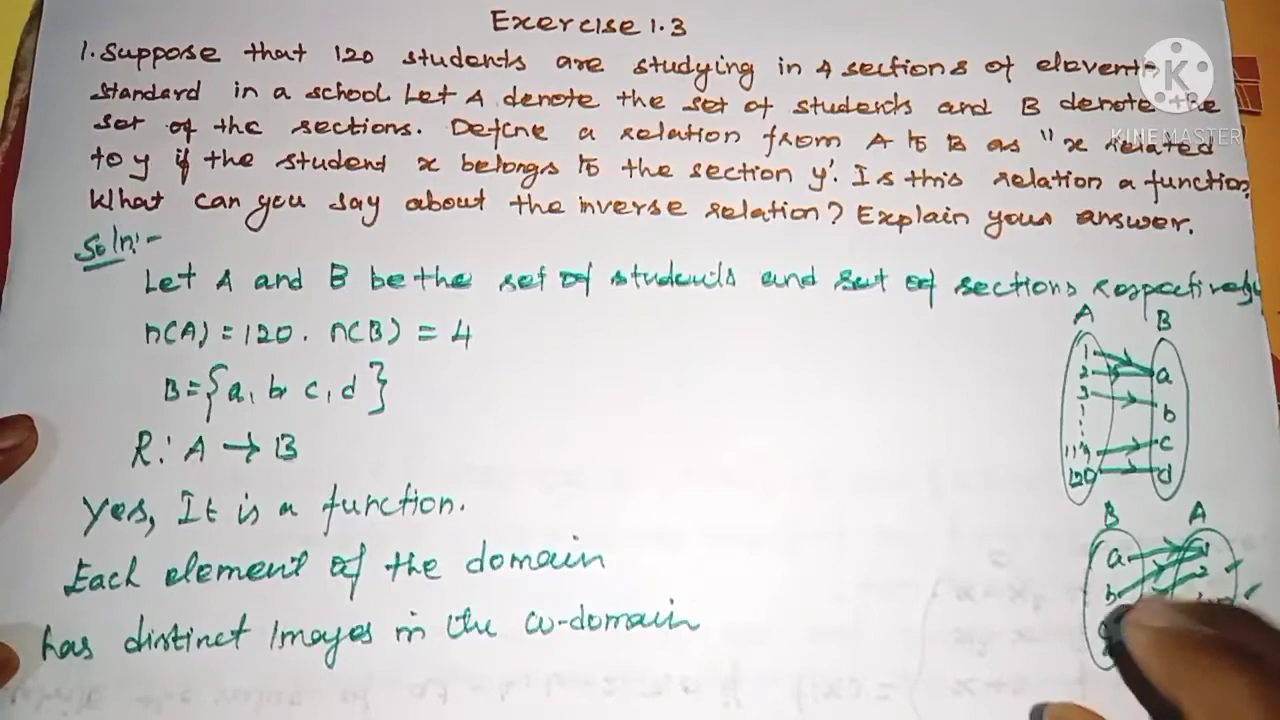 Exercise 1.3
1. Suppose that 120 students are studying in 4 sections of eleventh
standard in a school. Let A denote the set of students and B denote the
set of the sections. Define a relation from A to B as "x related
to y if the student x belongs to the section y". Is this relation a function?
What can you say about the inverse relation? Explain your answer.
Soln:-
Let A and B be the set of students and set of sections respectively
n(A) = 120. n(B) = 4
B = {a, b c, d}
R: A → B
Yes, It is a function.
Each element of the domain
has distinct Images in the co-domain
A B
1
2 a
3 b
119 c
120 d
B A
a 1
b 2
K
KINEMASTER